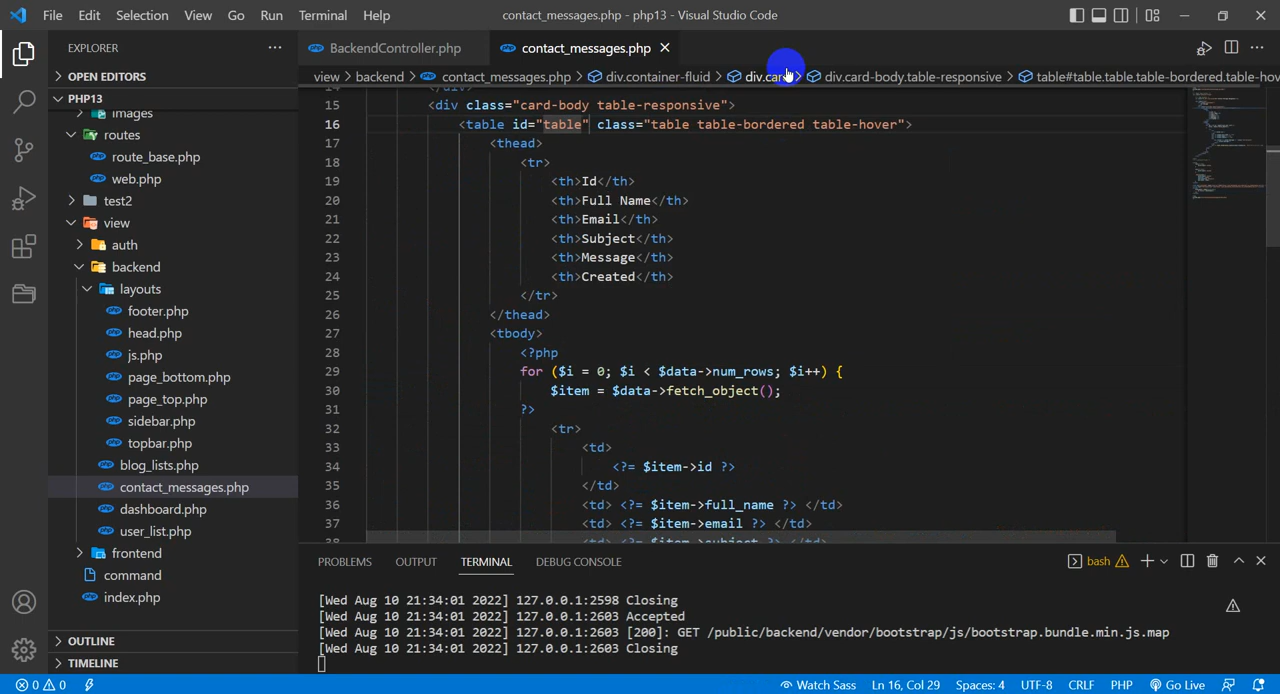 File Edit Selection View Go Run Terminal Help contact_messages.php - php13 - Visual Studio Code
EXPLORER
OPEN EDITORS
PHP13
images
routes
route_base.php
web.php
test2
view
auth
backend
layouts
footer.php
head.php
js.php
page_bottom.php
page_top.php
sidebar.php
topbar.php
blog_lists.php
contact_messages.php
dashboard.php
user_list.php
frontend
command
index.php
OUTLINE
TIMELINE
BackendController.php contact_messages.php
view > backend > contact_messages.php > div.container-fluid > div.card > div.card-body.table-responsive > table#table.table.table-bordered.table-hov
14 </div>
15 <div class="card-body table-responsive">
16 <table id="table" class="table table-bordered table-hover">
17 <thead>
18 <tr>
19 <th>Id</th>
20 <th>Full Name</th>
21 <th>Email</th>
22 <th>Subject</th>
23 <th>Message</th>
24 <th>Created</th>
25 </tr>
26 </thead>
27 <tbody>
28 <?php
29 for ($i = 0; $i < $data->num_rows; $i++) {
30 $item = $data->fetch_object();
31 ?>
32 <tr>
33 <td>
34 <?= $item->id ?>
35 </td>
36 <td> <?= $item->full_name ?> </td>
37 <td> <?= $item->email ?> </td>
38 <td> <?= $item->subject ?> </td>
PROBLEMS OUTPUT TERMINAL DEBUG CONSOLE bash
[Wed Aug 10 21:34:01 2022] 127.0.0.1:2598 Closing
[Wed Aug 10 21:34:01 2022] 127.0.0.1:2603 Accepted
[Wed Aug 10 21:34:01 2022] 127.0.0.1:2603 [200]: GET /public/backend/vendor/bootstrap/js/bootstrap.bundle.min.js.map
[Wed Aug 10 21:34:01 2022] 127.0.0.1:2603 Closing
0 0 Watch Sass Ln 16, Col 29 Spaces: 4 UTF-8 CRLF PHP Go Live